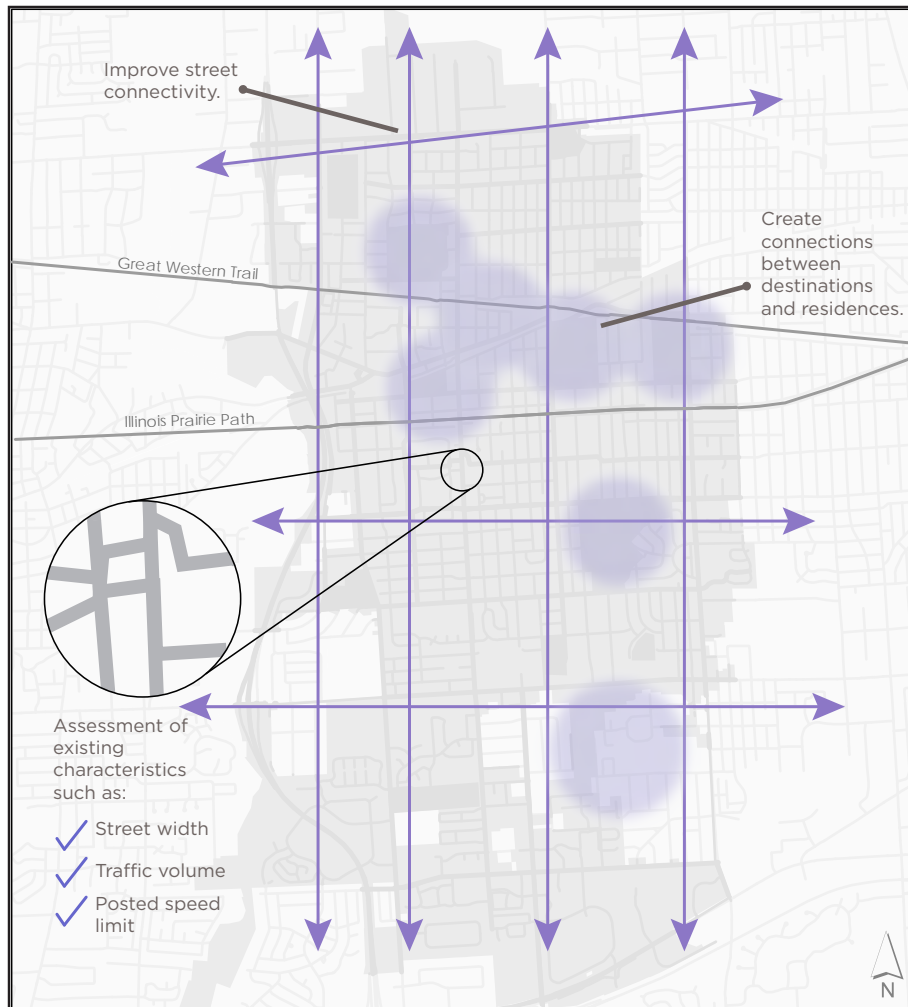 Improve street
connectivity.
Create
connections
between
destinations
and residences.
Great Western Trail
Illinois Prairie Path
Assessment of
existing
characteristics
such as:
Street width
Traffic volume
Posted speed
limit
N